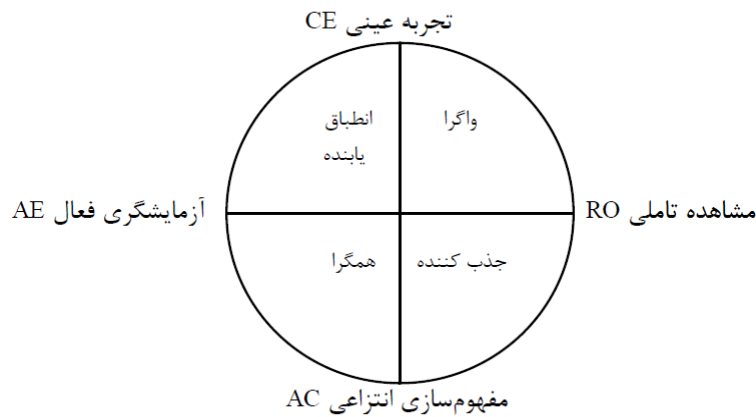 تجربه عینی CE
واگرا
انطباق
یابنده
مشاهده تاملی RO
آزمایشگری فعال AE
جذب کننده
همگرا
مفهوم‌سازی انتزاعی AC